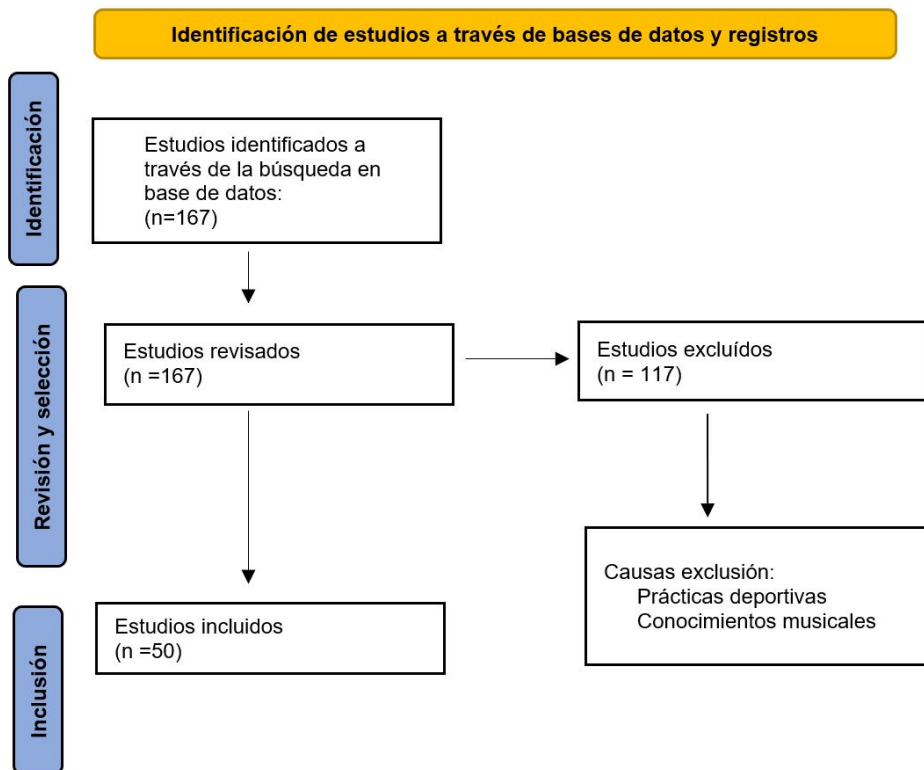 Identificación de estudios a través de bases de datos y registros
Identificación
Estudios identificados a
través de la búsqueda en
base de datos:
(n=167)
Revisión y selección
Estudios revisados
(n =167)
Estudios excluídos
(n = 117)
Causas exclusión:
Prácticas deportivas
Conocimientos musicales
Inclusión
Estudios incluidos
(n =50)